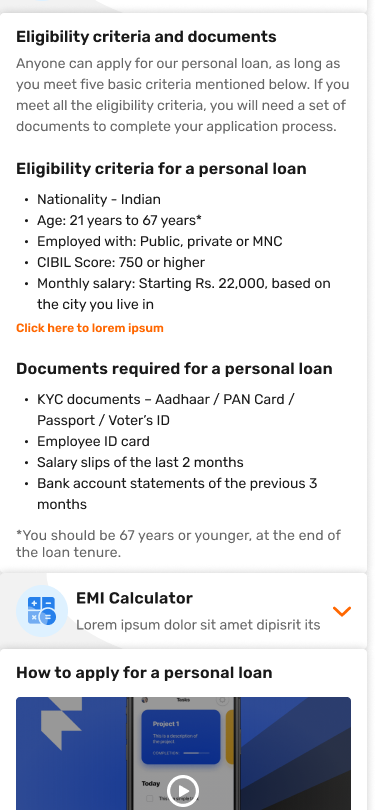 Eligibility criteria and documents
Anyone can apply for our personal loan, as long as
you meet five basic criteria mentioned below. If you
meet all the eligibility criteria, you will need a set of
documents to complete your application process.
Eligibility criteria for a personal loan
• Nationality - Indian
• Age: 21 years to 67 years*
• Employed with: Public, private or MNC
• CIBIL Score: 750 or higher
• Monthly salary: Starting Rs. 22,000, based on
the city you live in
Click here to lorem ipsum
Documents required for a personal loan
• KYC documents – Aadhaar / PAN Card /
Passport / Voter’s ID
• Employee ID card
• Salary slips of the last 2 months
• Bank account statements of the previous 3
months
*You should be 67 years or younger, at the end of
the loan tenure.
EMI Calculator
Lorem ipsum dolor sit amet dipisrit its
How to apply for a personal loan
Tasks
Project 1
This is a description of
the project
Today